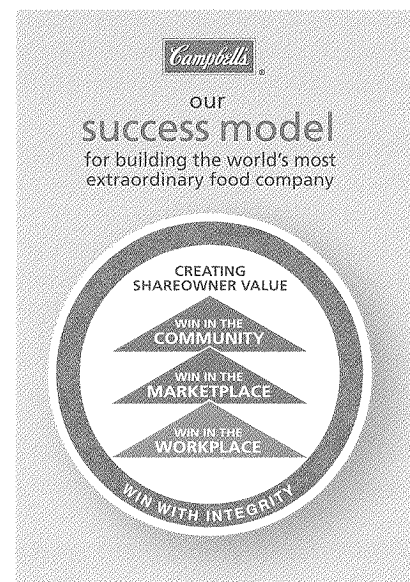 Campbell's
®
our
success model
for building the world's most
extraordinary food company
CREATING
SHAREOWNER VALUE
WIN IN THE
COMMUNITY
WIN IN THE
MARKETPLACE
WIN IN THE
WORKPLACE
WIN WITH INTEGRITY